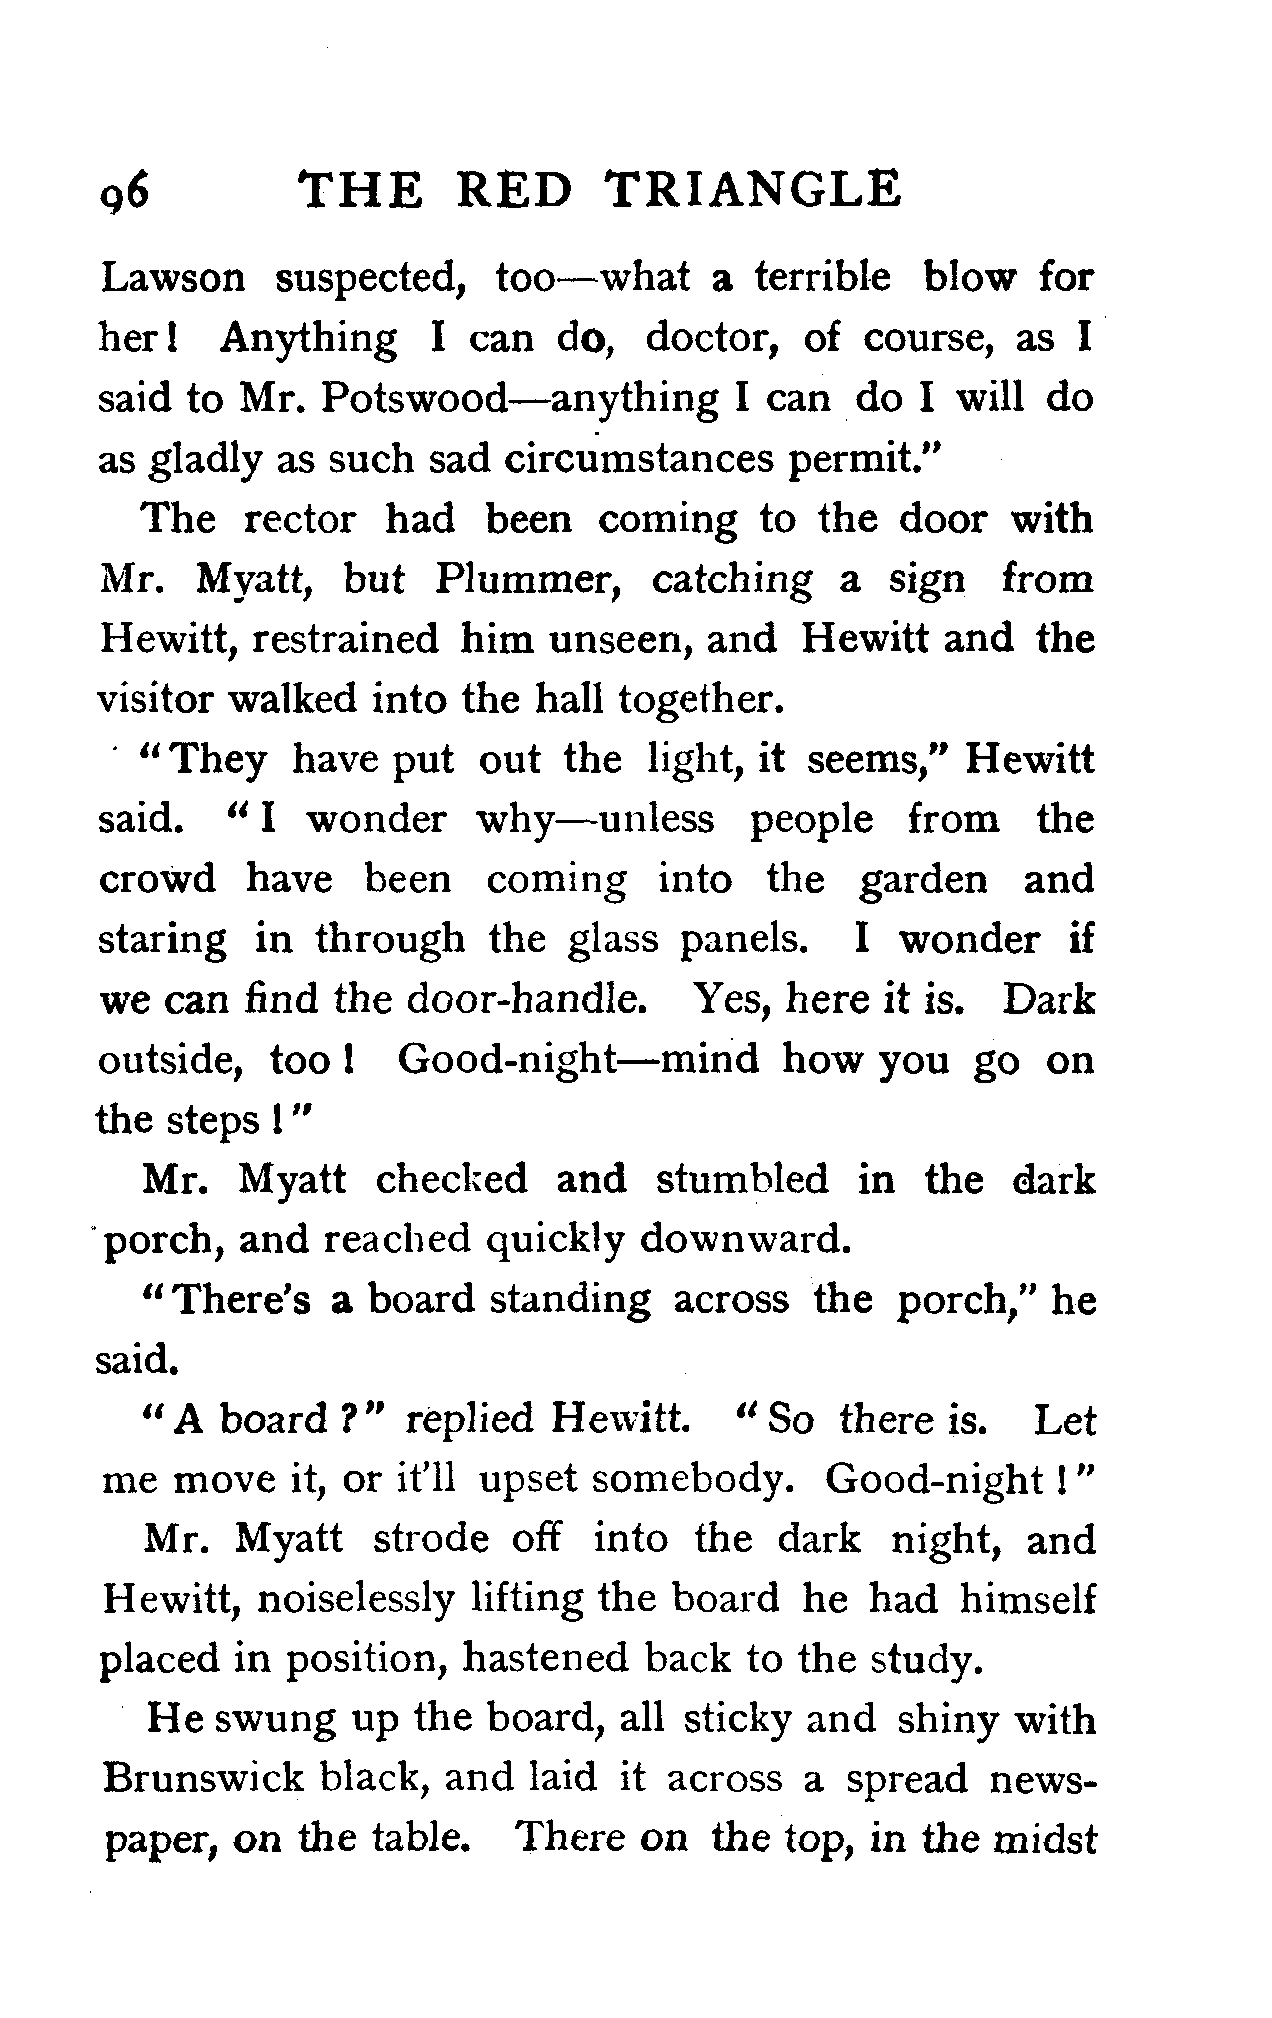 96 THE RED TRIANGLE
Lawson suspected, too—what a terrible blow for
her! Anything I can do, doctor, of course, as I
said to Mr. Potswood—anything I can do I will do
as gladly as such sad circumstances permit."
The rector had been coming to the door with
Mr. Myatt, but Plummer, catching a sign from
Hewitt, restrained him unseen, and Hewitt and the
visitor walked into the hall together.
"They have put out the light, it seems," Hewitt
said. "I wonder why—unless people from the
crowd have been coming into the garden and
staring in through the glass panels. I wonder if
we can find the door-handle. Yes, here it is. Dark
outside, too! Good-night—mind how you go on
the steps!"
Mr. Myatt checked and stumbled in the dark
porch, and reached quickly downward.
"There's a board standing across the porch," he
said.
"A board?" replied Hewitt. "So there is. Let
me move it, or it'll upset somebody. Good-night!"
Mr. Myatt strode off into the dark night, and
Hewitt, noiselessly lifting the board he had himself
placed in position, hastened back to the study.
He swung up the board, all sticky and shiny with
Brunswick black, and laid it across a spread news-
paper, on the table. There on the top, in the midst